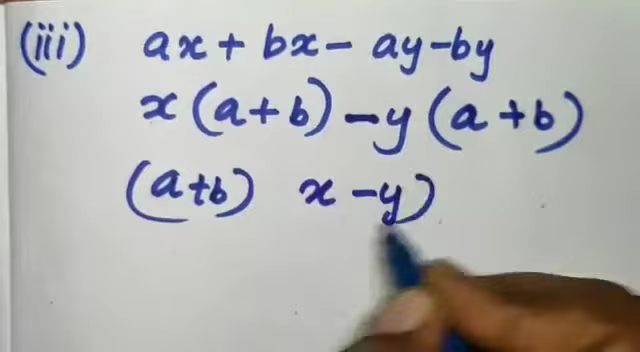 (iii) ax + bx - ay - by
x (a + b) - y (a + b)
(a + b) x - y)